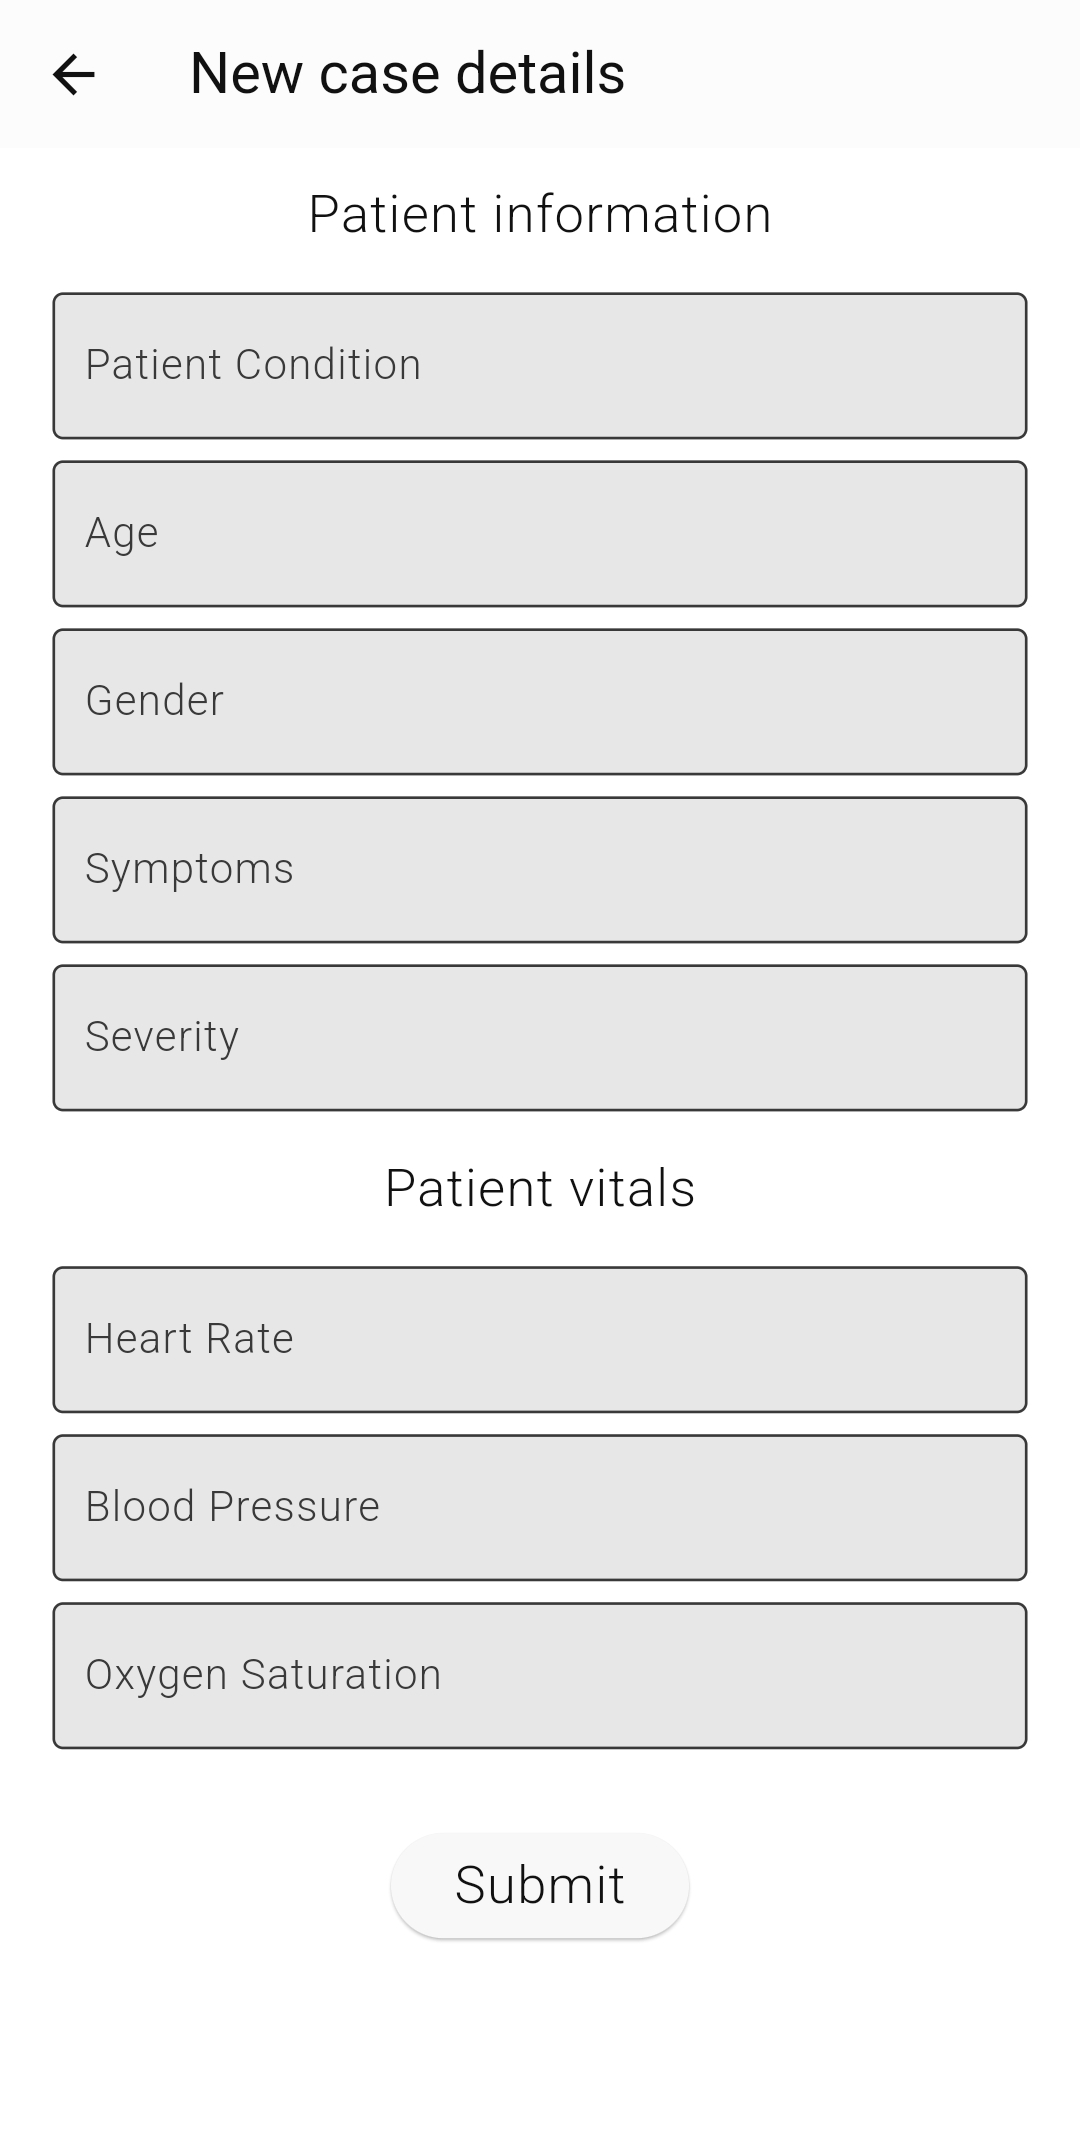 New case details
Patient information
Patient Condition
Age
Gender
Symptoms
Severity
Patient vitals
Heart Rate
Blood Pressure
Oxygen Saturation
Submit